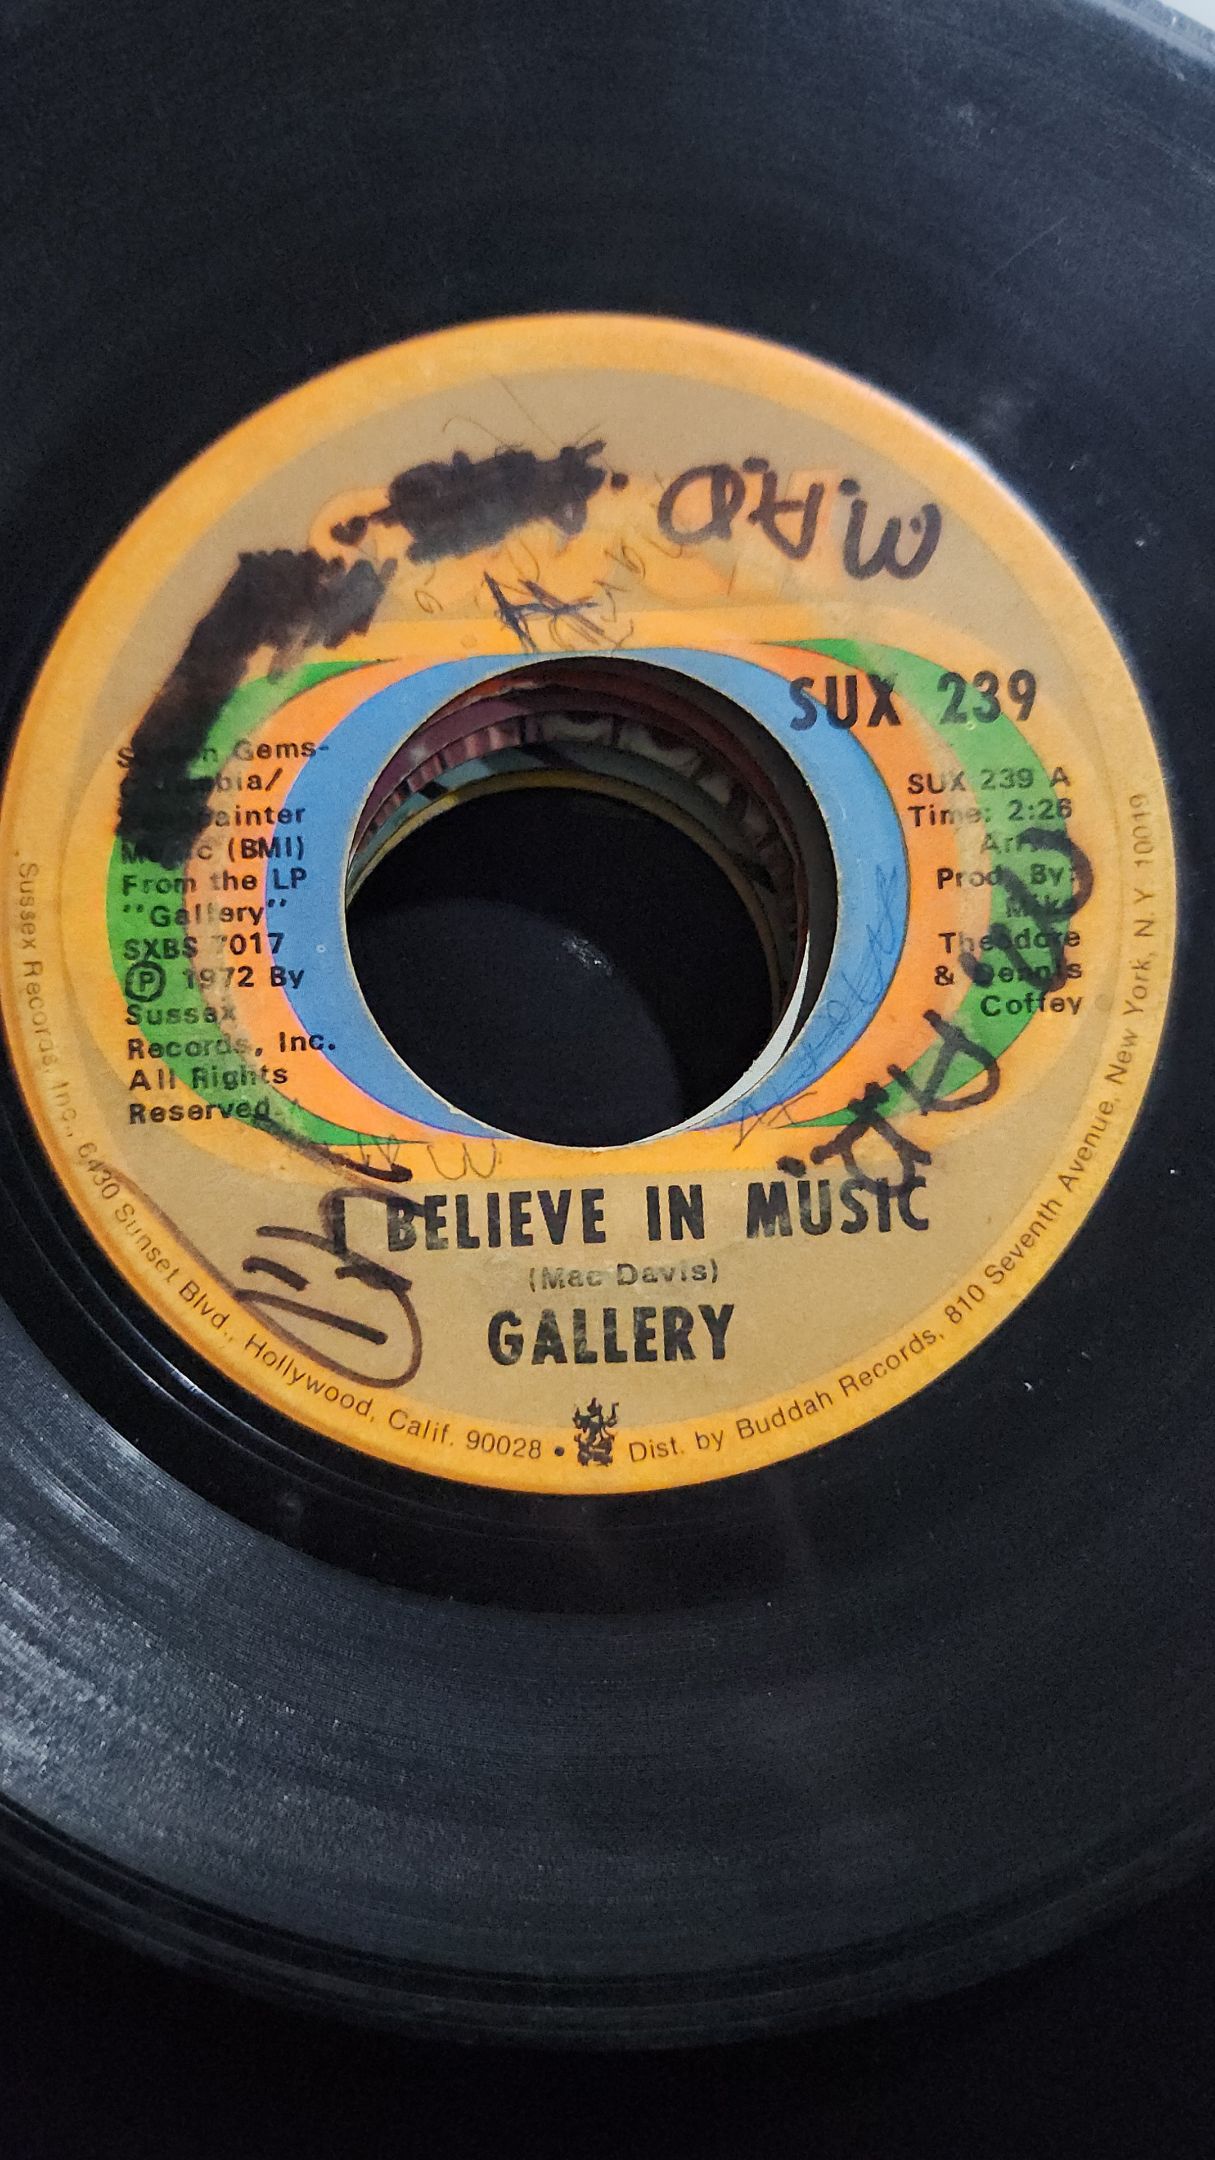 SUX 239
Gems-
From the LP
"Gallery"
SXBS 7017
Ⓟ 1972 By
Sussex
Records, Inc.
All Rights
Reserved
(BMI)
SUX 239 A
Time: 2:26
Prod. By:
Mike
Theodore
& Dennis
Coffey
I BELIEVE IN MUSIC
(Mac Davis)
GALLERY
Sussex Records, Inc., 6430 Sunset Blvd., Hollywood, Calif. 90028 • Dist. by Buddah Records, 810 Seventh Avenue, New York, N.Y. 10019